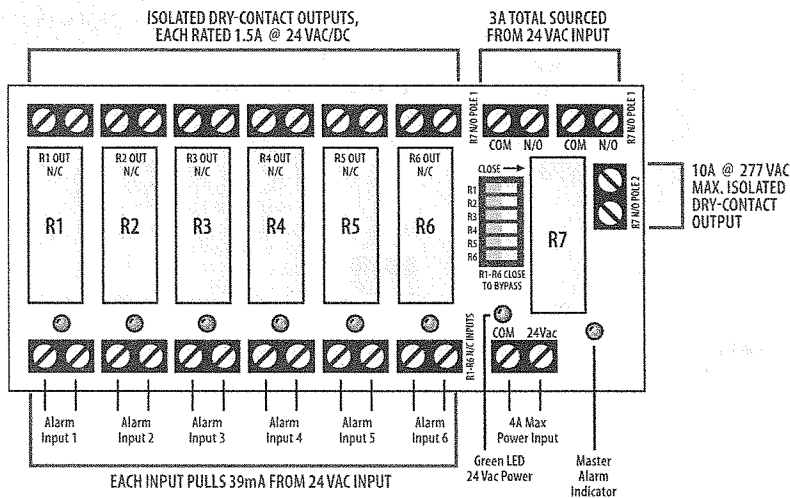 ISOLATED DRY-CONTACT OUTPUTS,
EACH RATED 1.5A @ 24 VAC/DC
3A TOTAL SOURCED
FROM 24 VAC INPUT
R7 N/O POLE 1
R7 N/O POLE 1
COM N/O COM N/O
R1 OUT
N/C
R2 OUT
N/C
R3 OUT
N/C
R4 OUT
N/C
R5 OUT
N/C
R6 OUT
N/C
CLOSE →
R1
R2
R3
R4
R5
R6
R1-R6 CLOSE
TO BYPASS
R1
R2
R3
R4
R5
R6
R7
R7 N/O POLE 2
10A @ 277 VAC
MAX. ISOLATED
DRY-CONTACT
OUTPUT
R1-R6 N/C INPUTS
COM 24Vac
Alarm
Input 1
Alarm
Input 2
Alarm
Input 3
Alarm
Input 4
Alarm
Input 5
Alarm
Input 6
4A Max
Power Input
Green LED
24 Vac Power
Master
Alarm
Indicator
EACH INPUT PULLS 39mA FROM 24 VAC INPUT